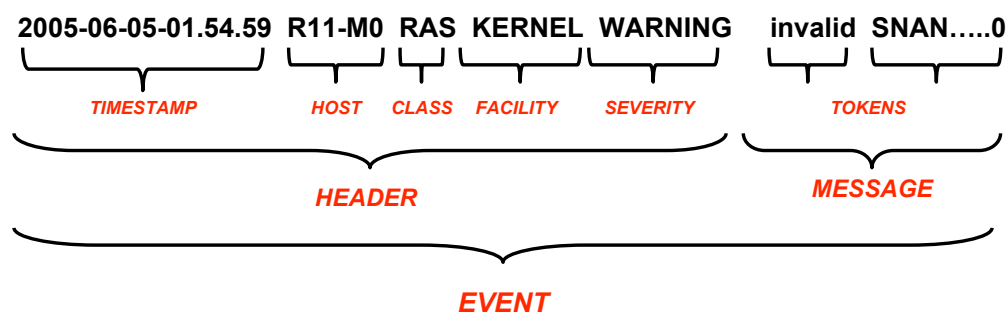 2005-06-05-01.54.59 R11-M0 RAS KERNEL WARNING invalid SNAN.....0
TIMESTAMP HOST CLASS FACILITY SEVERITY TOKENS
HEADER MESSAGE
EVENT